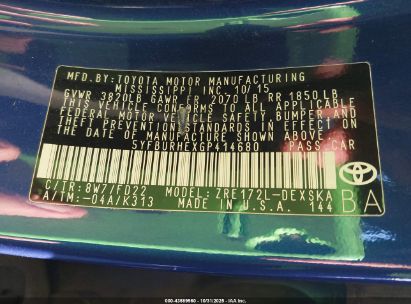 MFD. BY: TOYOTA MOTOR MANUFACTURING
MISSISSIPPI INC. 10/15
GVWR 3820LB GAWR FR 2070 LB RR 1850LB
THIS VEHICLE CONFORMS TO ALL APPLICABLE
FEDERAL MOTOR VEHICLE SAFETY, BUMPER AND
THEFT PREVENTION STANDARDS IN EFFECT ON
THE DATE OF MANUFACTURE SHOWN ABOVE.
5YFBURHEXGP414680 PASS.CAR
C/TR: 8W7/FD22 MODEL: ZRE172L-DEXSKA
A/TM: -04A/K313 MADE IN U.S.A. 144
BA